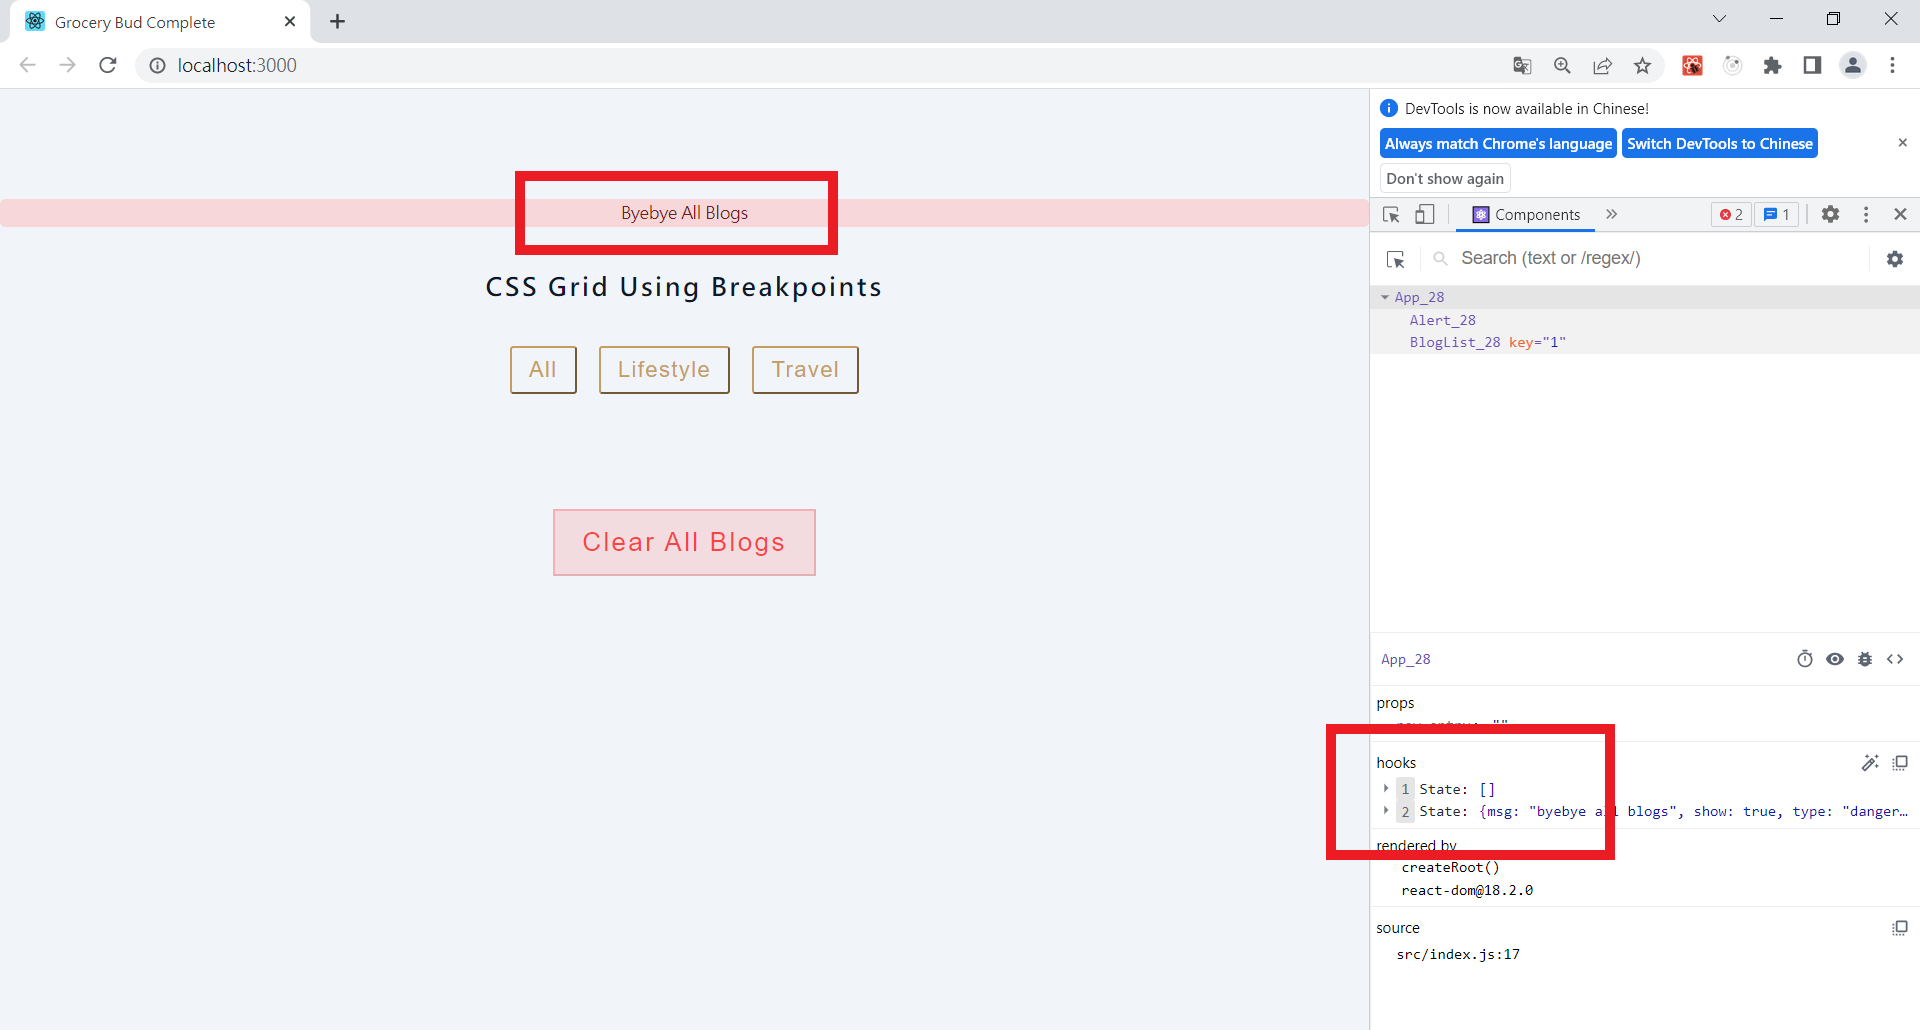 Grocery Bud Complete
localhost:3000
DevTools is now available in Chinese!
Always match Chrome's language
Switch DevTools to Chinese
Don't show again
Components
2
1
Search (text or /regex/)
App_28
Alert_28
BlogList_28 key="1"
Byebye All Blogs
CSS Grid Using Breakpoints
All
Lifestyle
Travel
Clear All Blogs
App_28
props
hooks
1 State: []
2 State: {msg: "byebye all blogs", show: true, type: "danger…
rendered by
createRoot()
react-dom@18.2.0
source
src/index.js:17